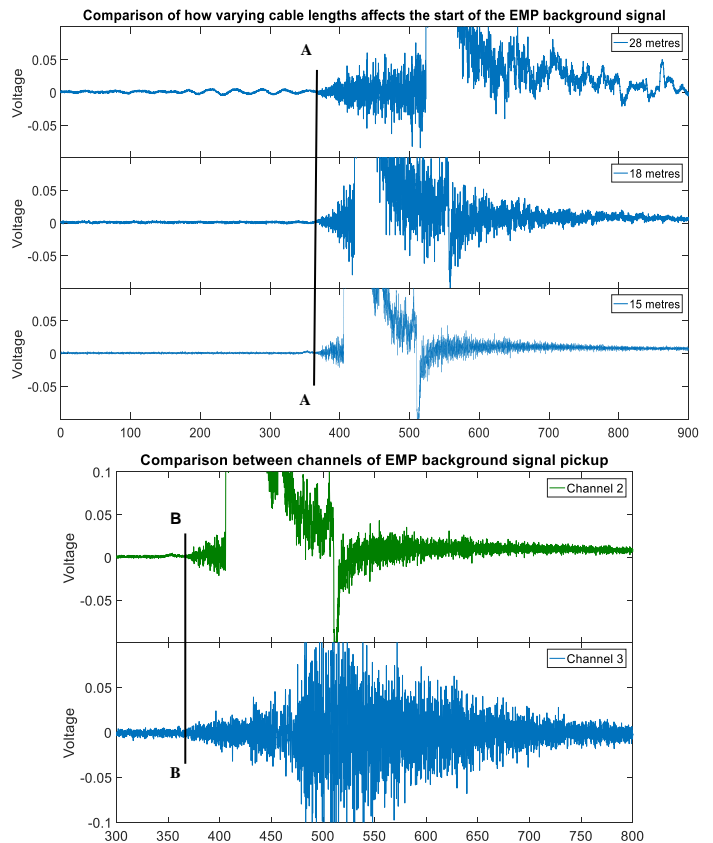 Comparison of how varying cable lengths affects the start of the EMP background signal
A
28 metres
0.05
0
-0.05
Voltage
18 metres
0.05
0
-0.05
Voltage
15 metres
0.05
0
-0.05
Voltage
A
0 100 200 300 400 500 600 700 800 900
Comparison between channels of EMP background signal pickup
0.1
Channel 2
B
0.05
0
-0.05
Voltage
Channel 3
0.05
0
-0.05
-0.1
Voltage
B
300 350 400 450 500 550 600 650 700 750 800